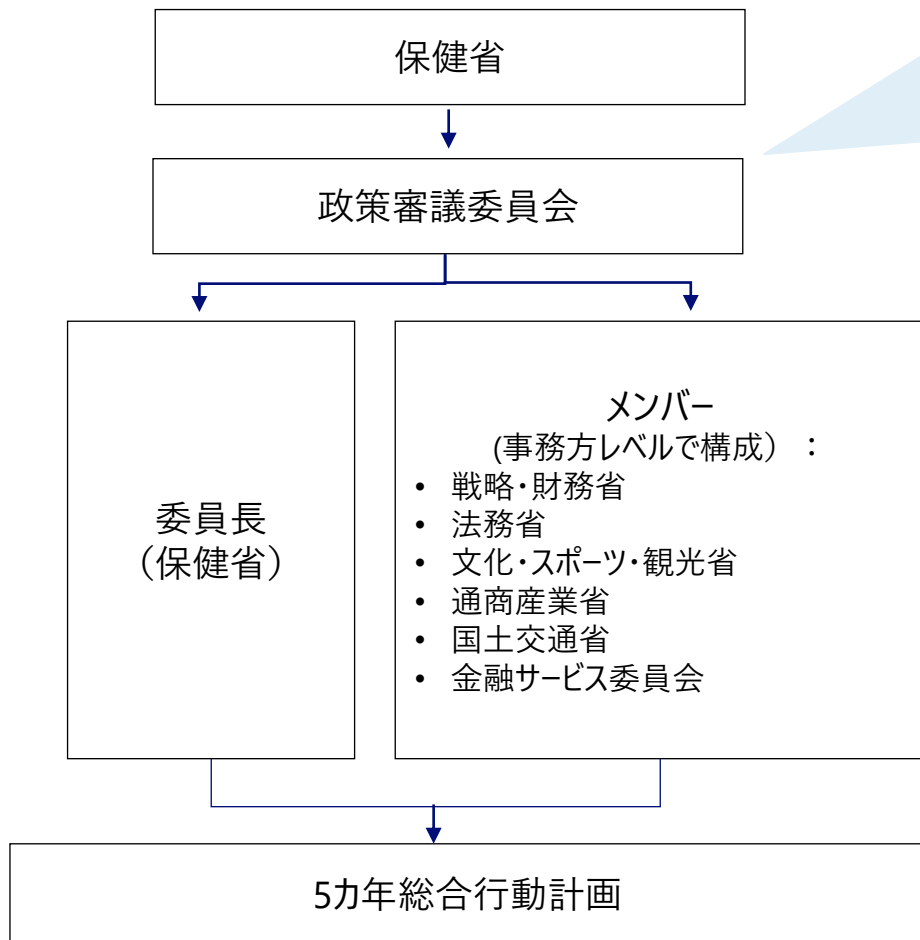 保健省
政策審議委員会
委員長
（保健省）
メンバー
(事務方レベルで構成） ：
• 戦略・財務省
• 法務省
• 文化・スポーツ・観光省
• 通商産業省
• 国土交通省
• 金融サービス委員会
5カ年総合行動計画